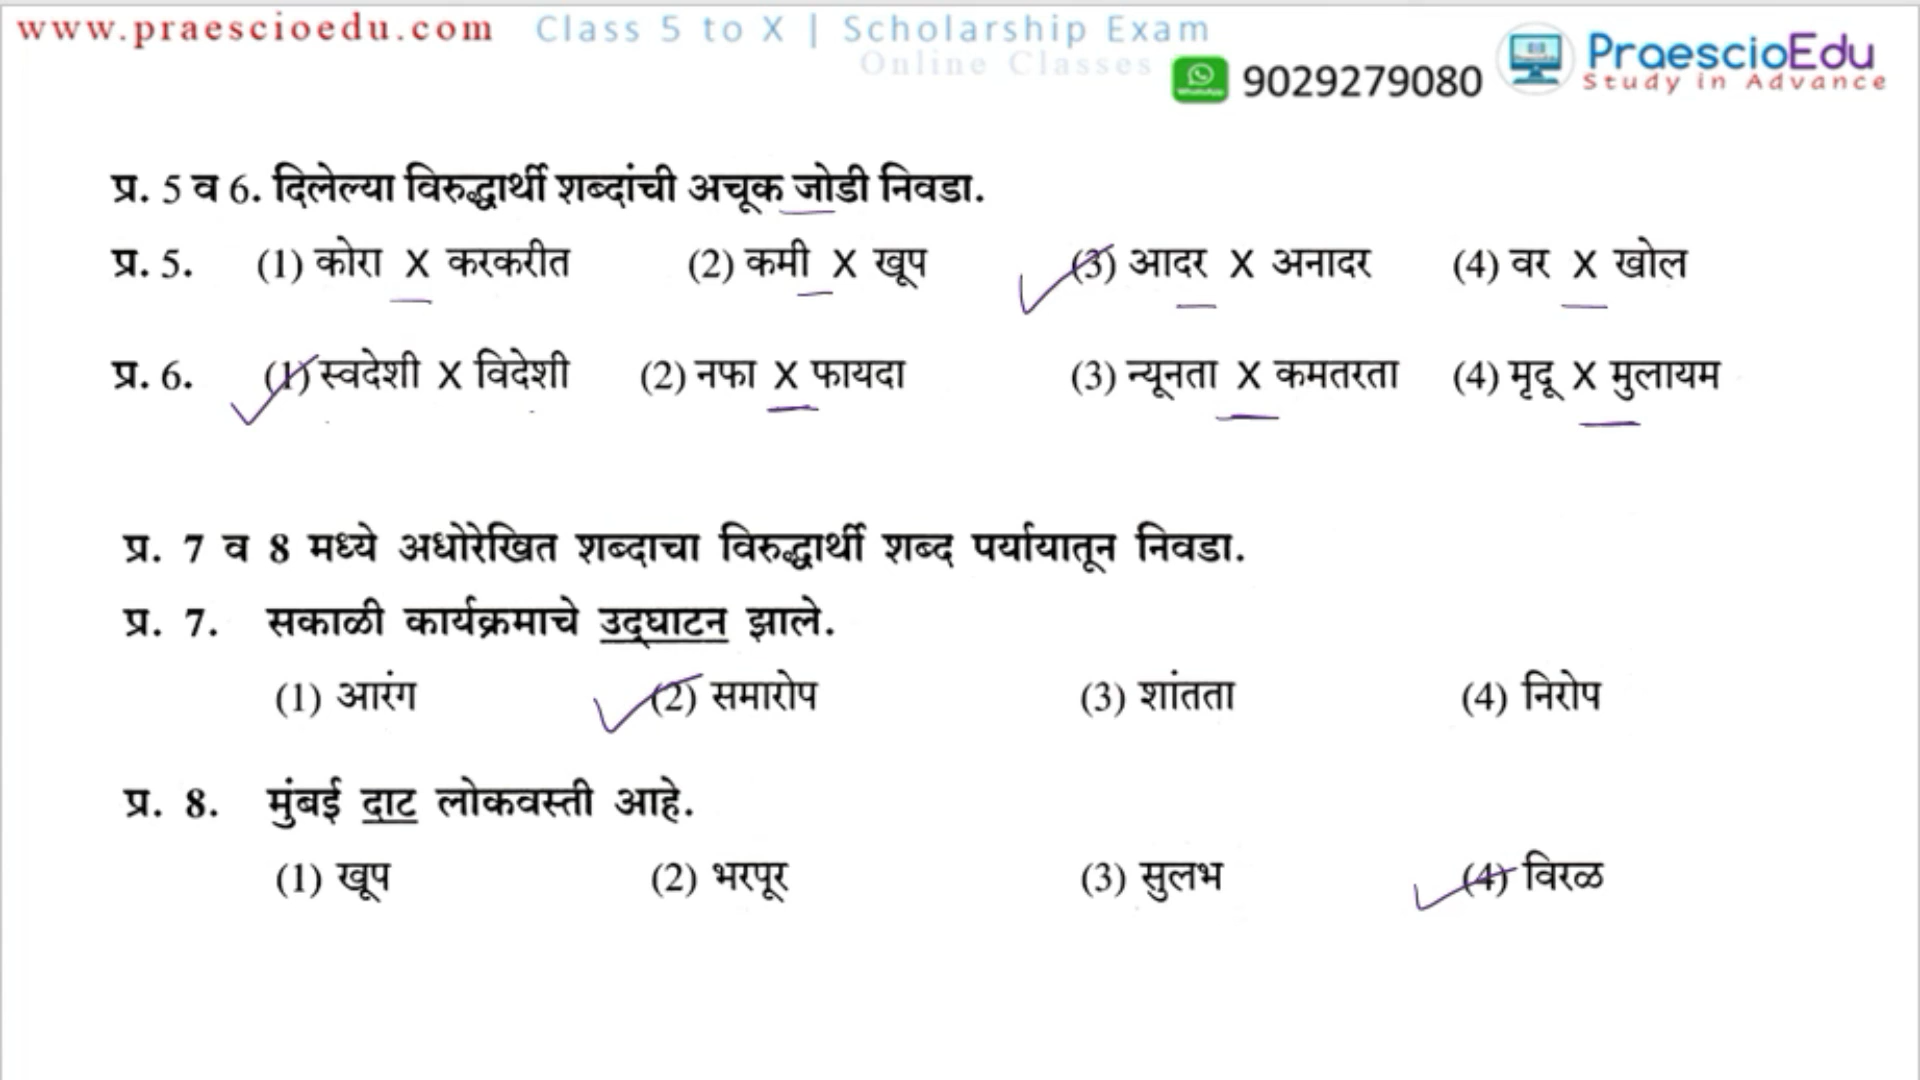 www.praescioedu.com Class 5 to X | Scholarship Exam
Online Classes
WhatsApp 9029279080
PraescioEdu
Study in Advance
प्र. 5 व 6. दिलेल्या विरुद्धार्थी शब्दांची अचूक जोडी निवडा.
प्र. 5. (1) कोरा X करकरीत (2) कमी X खूप (3) आदर X अनादर (4) वर X खोल
प्र. 6. (1) स्वदेशी X विदेशी (2) नफा X फायदा (3) न्यूनता X कमतरता (4) मृदू X मुलायम
प्र. 7 व 8 मध्ये अधोरेखित शब्दाचा विरुद्धार्थी शब्द पर्यायातून निवडा.
प्र. 7. सकाळी कार्यक्रमाचे उद्‌घाटन झाले.
(1) आरंग (2) समारोप (3) शांतता (4) निरोप
प्र. 8. मुंबई दाट लोकवस्ती आहे.
(1) खूप (2) भरपूर (3) सुलभ (4) विरळ